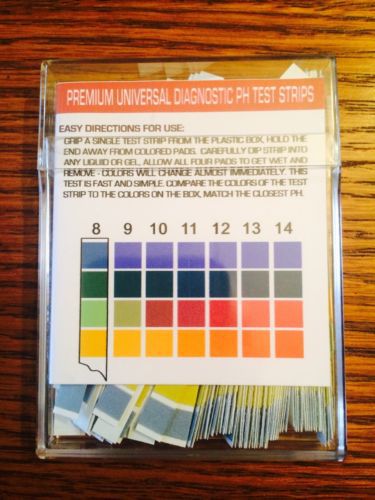 PREMIUM UNIVERSAL DIAGNOSTIC PH TEST STRIPS
EASY DIRECTIONS FOR USE:
GRIP A SINGLE TEST STRIP FROM THE PLASTIC BOX. HOLD THE
END AWAY FROM COLORED PADS. CAREFULLY DIP STRIP INTO
ANY LIQUID OR GEL, ALLOW ALL FOUR PADS TO GET WET AND
REMOVE - COLORS WILL CHANGE ALMOST IMMEDIATELY. THIS
TEST IS FAST AND SIMPLE. COMPARE THE COLORS OF THE TEST
STRIP TO THE COLORS ON THE BOX, MATCH THE CLOSEST PH.
8 9 10 11 12 13 14